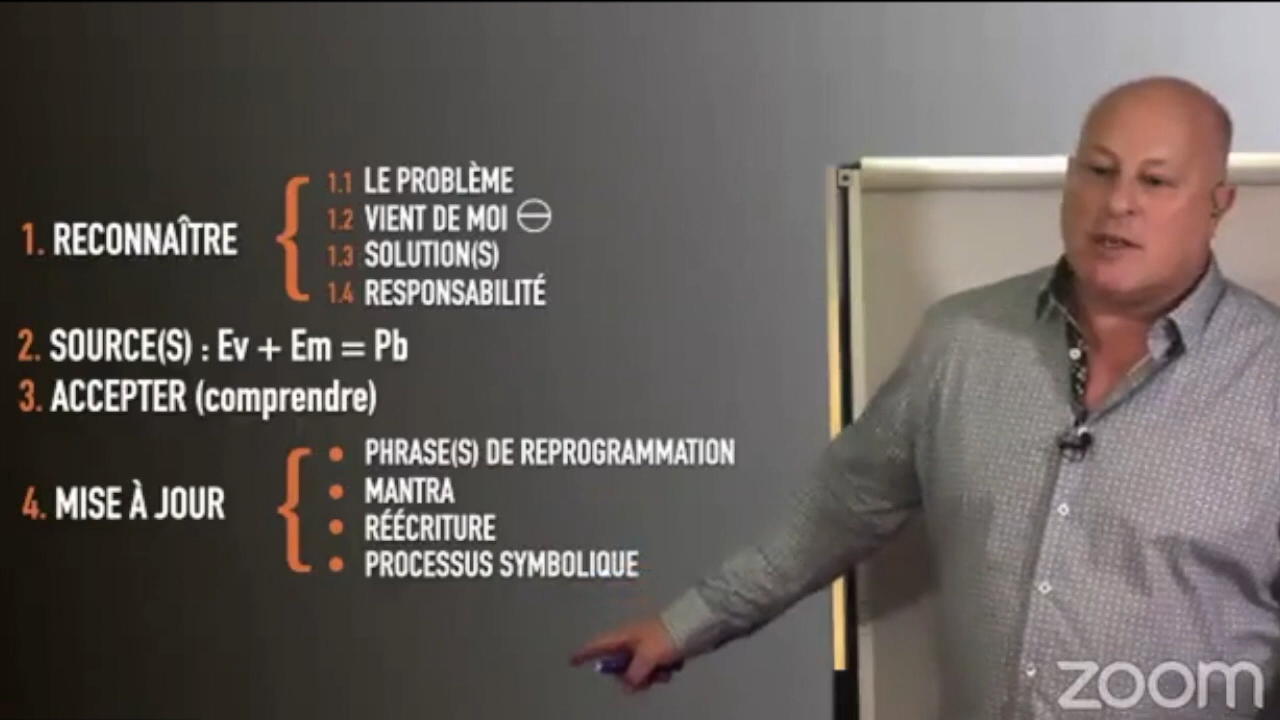 1. RECONNAÎTRE
1.1 LE PROBLÈME
1.2 VIENT DE MOI ⊖
1.3 SOLUTION(S)
1.4 RESPONSABILITÉ
2. SOURCE(S) : Ev + Em = Pb
3. ACCEPTER (comprendre)
4. MISE À JOUR
• PHRASE(S) DE REPROGRAMMATION
• MANTRA
• RÉÉCRITURE
• PROCESSUS SYMBOLIQUE
zoom